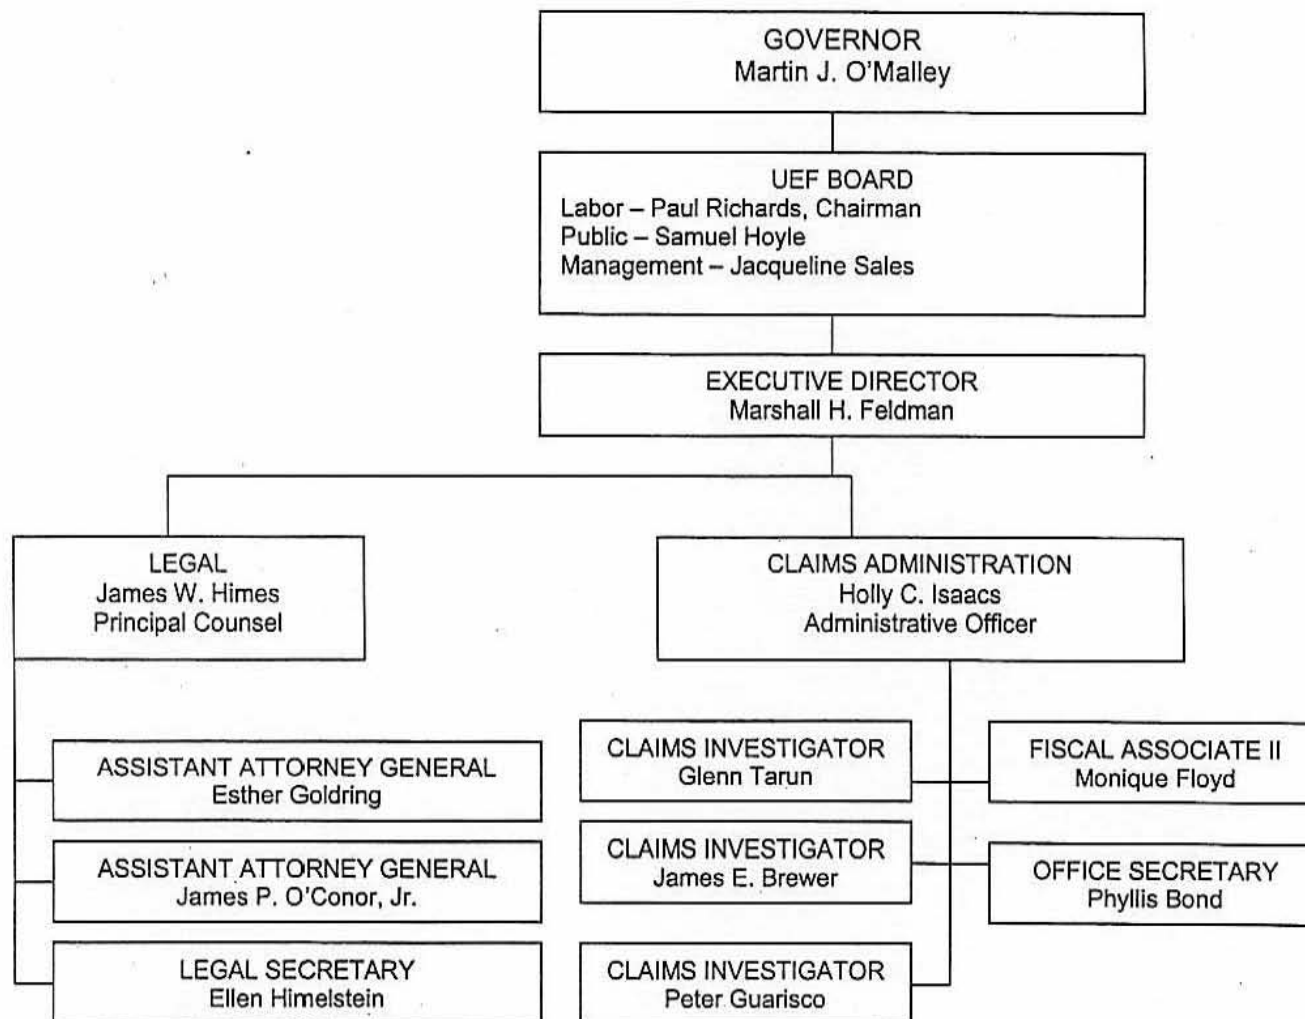 GOVERNOR
Martin J. O'Malley
UEF BOARD
Labor – Paul Richards, Chairman
Public – Samuel Hoyle
Management – Jacqueline Sales
EXECUTIVE DIRECTOR
Marshall H. Feldman
LEGAL
James W. Himes
Principal Counsel
ASSISTANT ATTORNEY GENERAL
Esther Goldring
ASSISTANT ATTORNEY GENERAL
James P. O'Conor, Jr.
LEGAL SECRETARY
Ellen Himelstein
CLAIMS ADMINISTRATION
Holly C. Isaacs
Administrative Officer
CLAIMS INVESTIGATOR
Glenn Tarun
CLAIMS INVESTIGATOR
James E. Brewer
CLAIMS INVESTIGATOR
Peter Guarisco
FISCAL ASSOCIATE II
Monique Floyd
OFFICE SECRETARY
Phyllis Bond